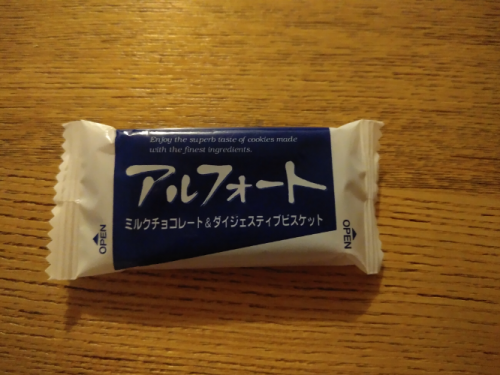 Enjoy the superb taste of cookies made
with the finest ingredients.
アルフォート
ミルクチョコレート&ダイジェスティブビスケット
OPEN
OPEN